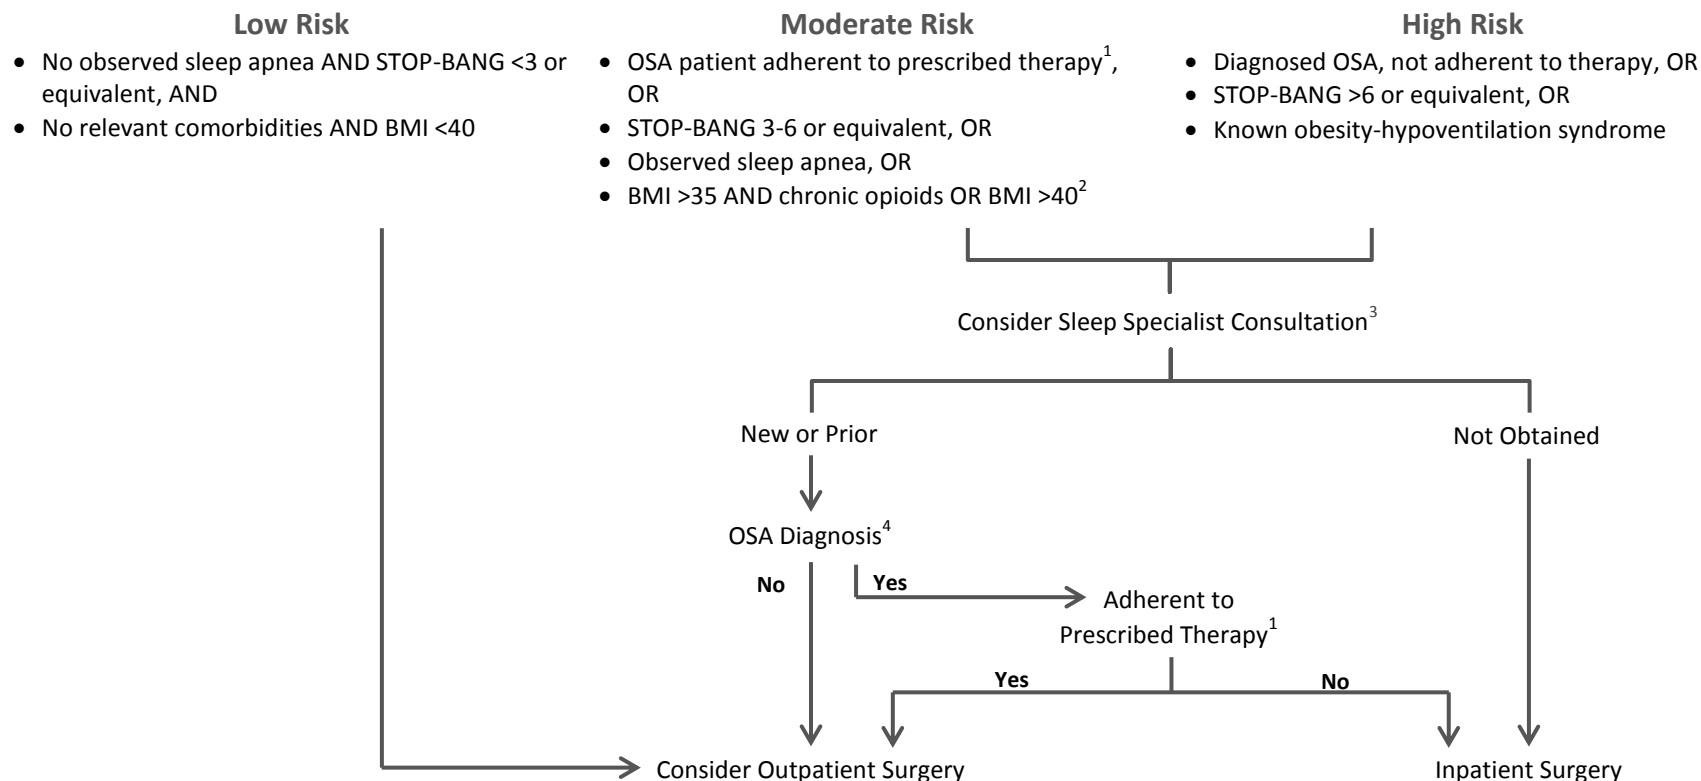 Low Risk
• No observed sleep apnea AND STOP-BANG <3 or
equivalent, AND
• No relevant comorbidities AND BMI <40
Moderate Risk
• OSA patient adherent to prescribed therapy1,
OR
• STOP-BANG 3-6 or equivalent, OR
• Observed sleep apnea, OR
• BMI >35 AND chronic opioids OR BMI >402
High Risk
• Diagnosed OSA, not adherent to therapy, OR
• STOP-BANG >6 or equivalent, OR
• Known obesity-hypoventilation syndrome
Consider Sleep Specialist Consultation3
New or Prior
Not Obtained
OSA Diagnosis4
No
Yes
Adherent to
Prescribed Therapy1
Yes
No
Consider Outpatient Surgery
Inpatient Surgery